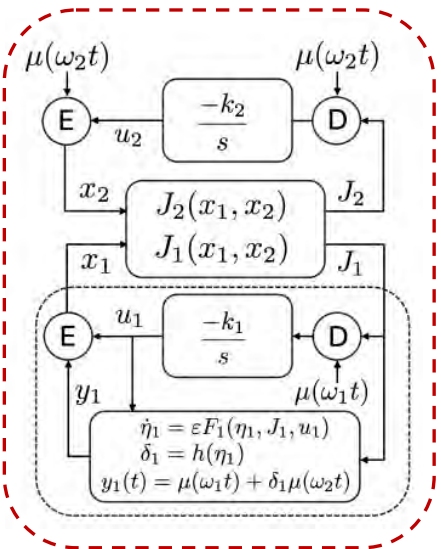 μ(ω₂t) μ(ω₂t)
E u₂ -k₂/s D
x₂ J₂
J₂(x₁, x₂)
J₁(x₁, x₂)
x₁ J₁
E u₁ -k₁/s D
y₁ μ(ω₁t)
η̇₁ = εF₁(η₁, J₁, u₁)
δ₁ = h(η₁)
y₁(t) = μ(ω₁t) + δ₁μ(ω₂t)